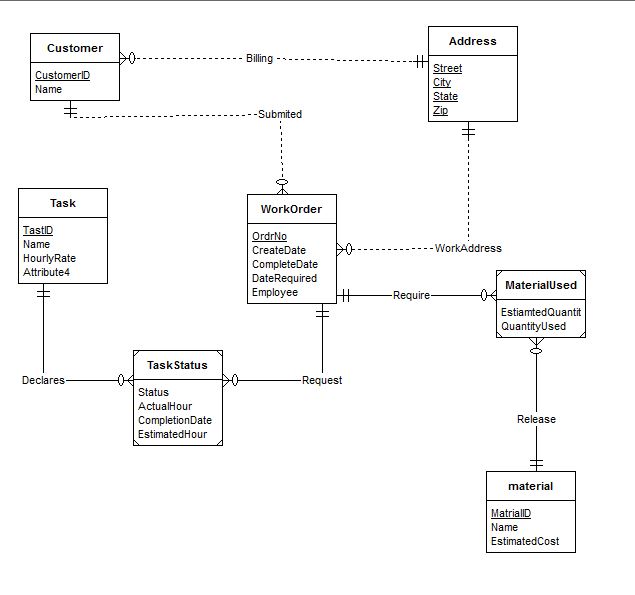 Customer
CustomerID
Name
Billing
Address
Street
City
State
Zip
Submited
Task
TastID
Name
HourlyRate
Attribute4
WorkOrder
OrdrNo
CreateDate
CompleteDate
DateRequired
Employee
WorkAddress
MaterialUsed
EstiamtedQuantit
QuantityUsed
Require
TaskStatus
Status
ActualHour
CompletionDate
EstimatedHour
Declares
Request
Release
material
MatrialID
Name
EstimatedCost